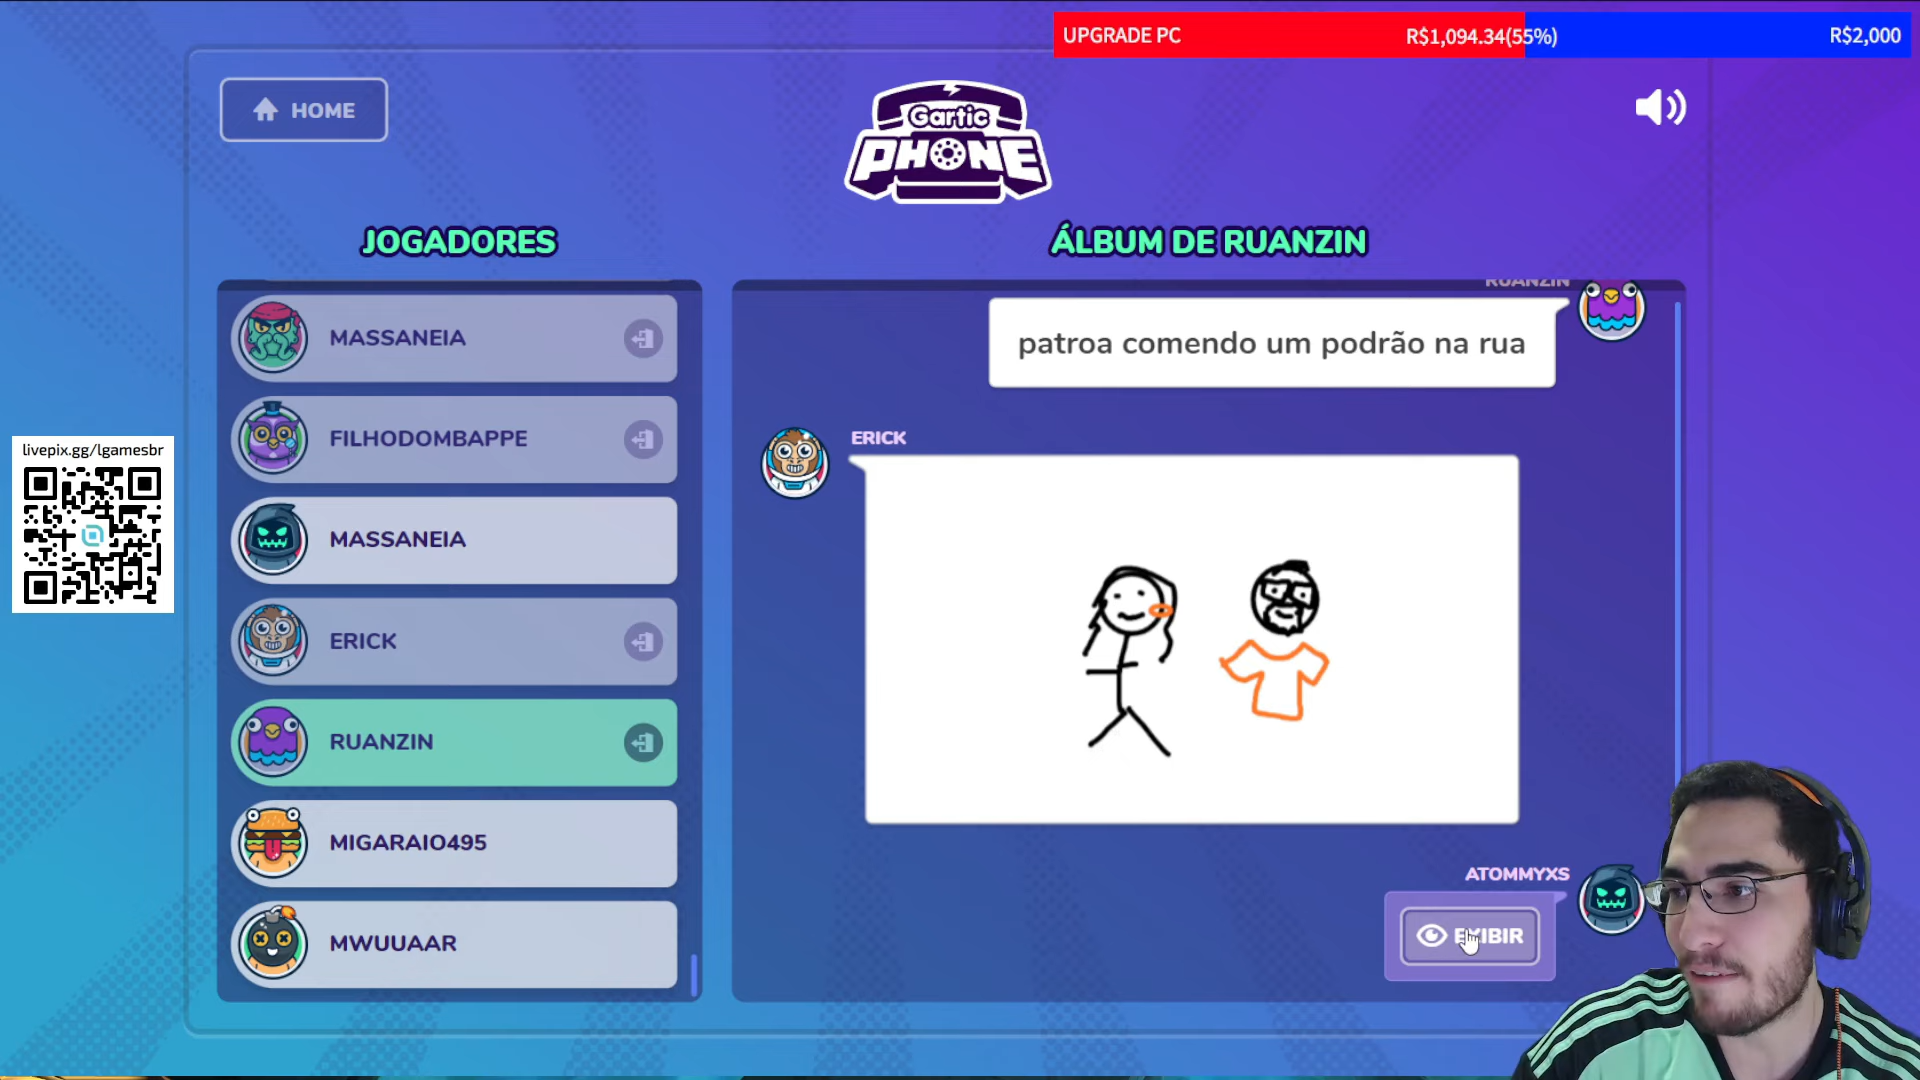 UPGRADE PC R$1,094.34(55%) R$2,000
HOME
Gartic
PHONE
JOGADORES
ÁLBUM DE RUANZIN
MASSANEIA
FILHODOMBAPPE
MASSANEIA
ERICK
RUANZIN
MIGARAIO495
MWUUAAR
livepix.gg/lgamesbr
RUANZIN
patroa comendo um podrão na rua
ERICK
ATOMMYXS
EXIBIR